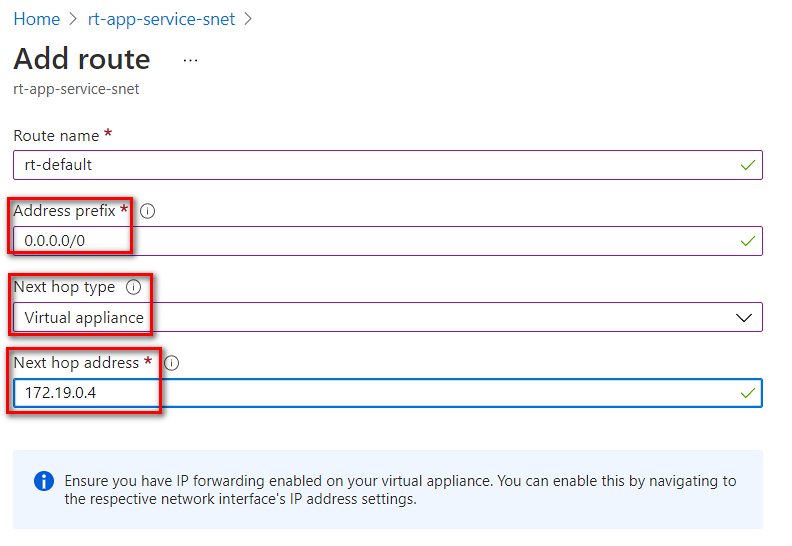 Home > rt-app-service-snet >
Add route ...
rt-app-service-snet
Route name *
rt-default
Address prefix *
0.0.0.0/0
Next hop type
Virtual appliance
Next hop address *
172.19.0.4
Ensure you have IP forwarding enabled on your virtual appliance. You can enable this by navigating to
the respective network interface's IP address settings.